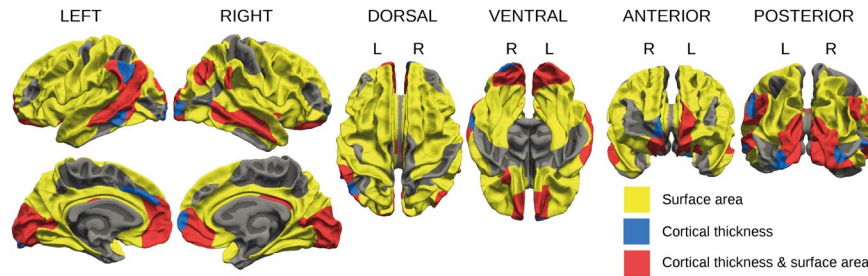 LEFT RIGHT DORSAL VENTRAL ANTERIOR POSTERIOR
L R R L R L L R
Surface area
Cortical thickness
Cortical thickness & surface area